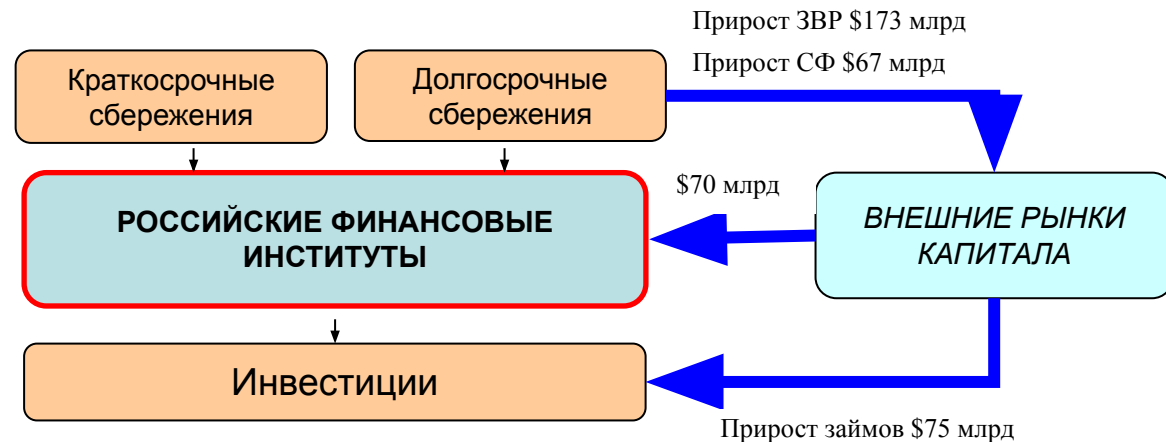 Прирост ЗВР $173 млрд
Прирост СФ $67 млрд
Краткосрочные
сбережения
Долгосрочные
сбережения
$70 млрд
РОССИЙСКИЕ ФИНАНСОВЫЕ
ИНСТИТУТЫ
ВНЕШНИЕ РЫНКИ
КАПИТАЛА
Инвестиции
Прирост займов $75 млрд